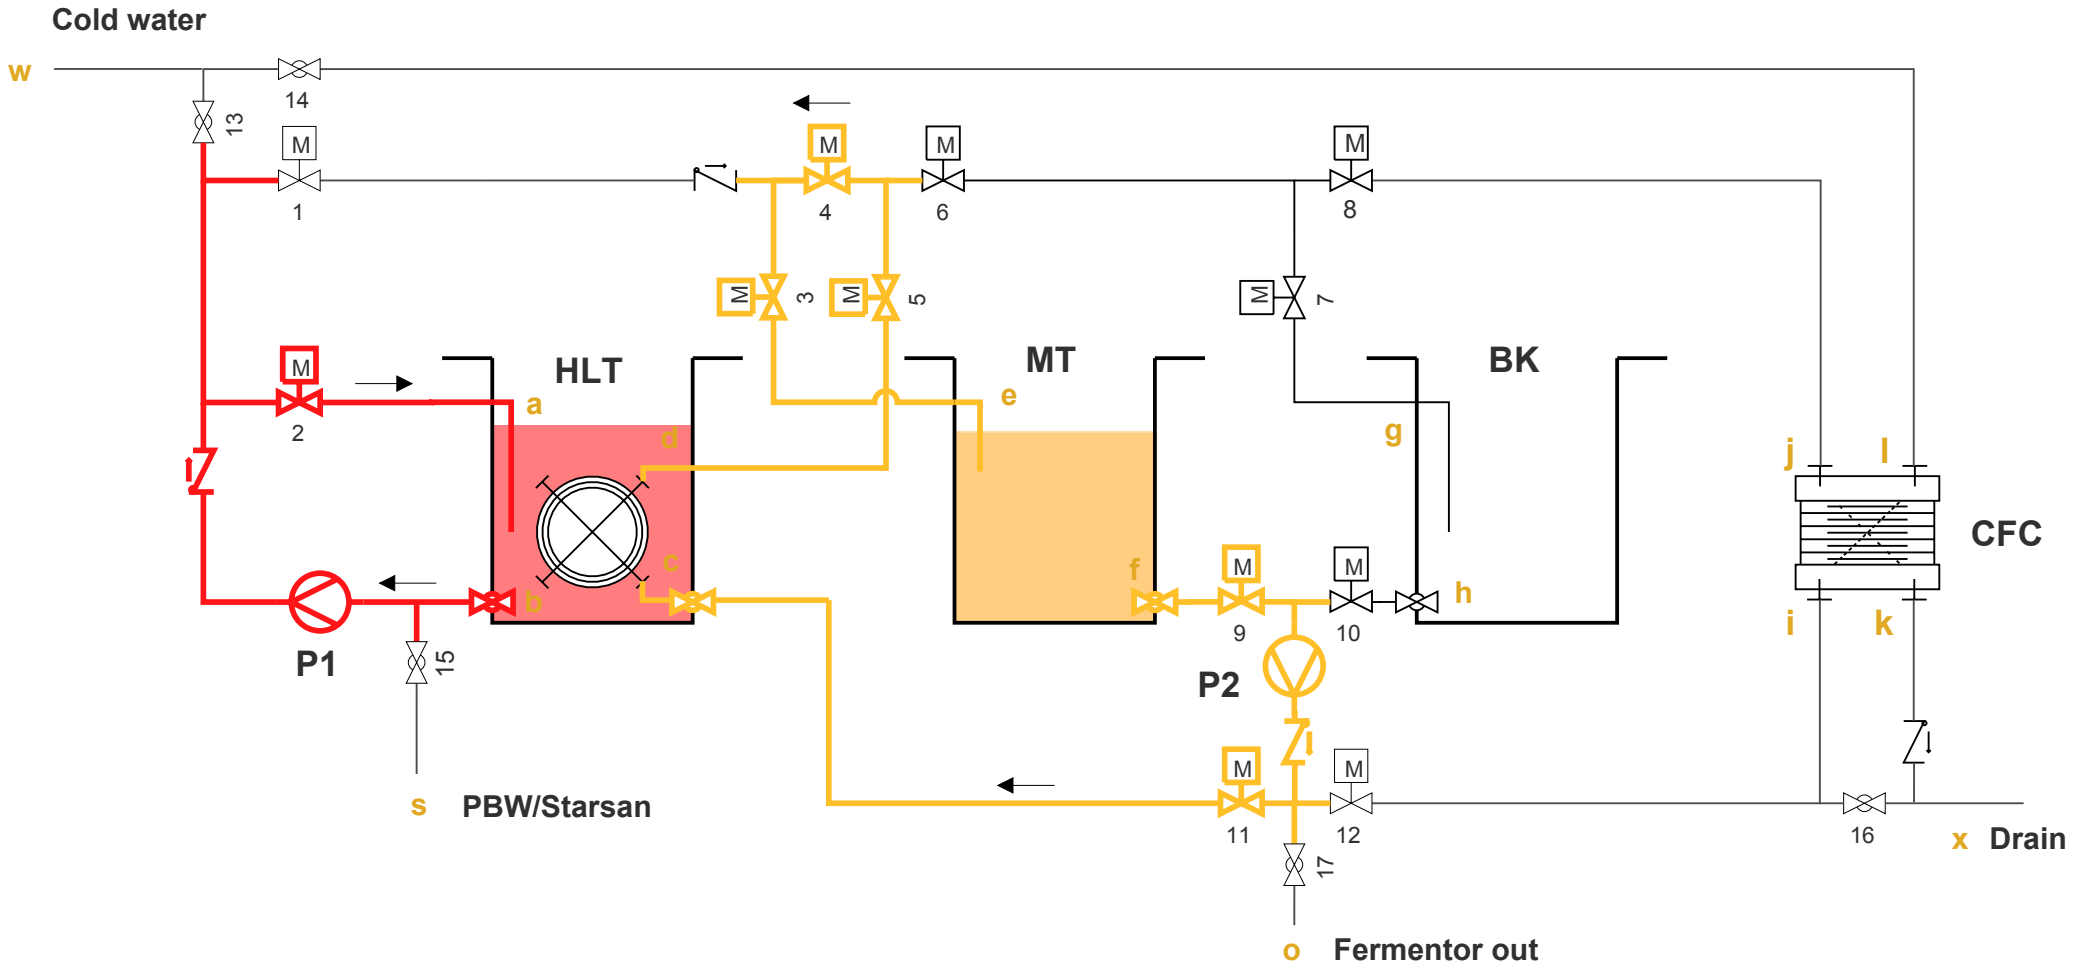 Cold water
w
14
13
M
1
M
4
M
6
M
8
M
3
M
5
M
7
M
2
HLT
MT
BK
a
d
e
g
j
l
CFC
c
b
f
M
9
M
10
h
i
k
P1
15
P2
s
PBW/Starsan
M
11
M
12
16
17
x
Drain
o
Fermentor out